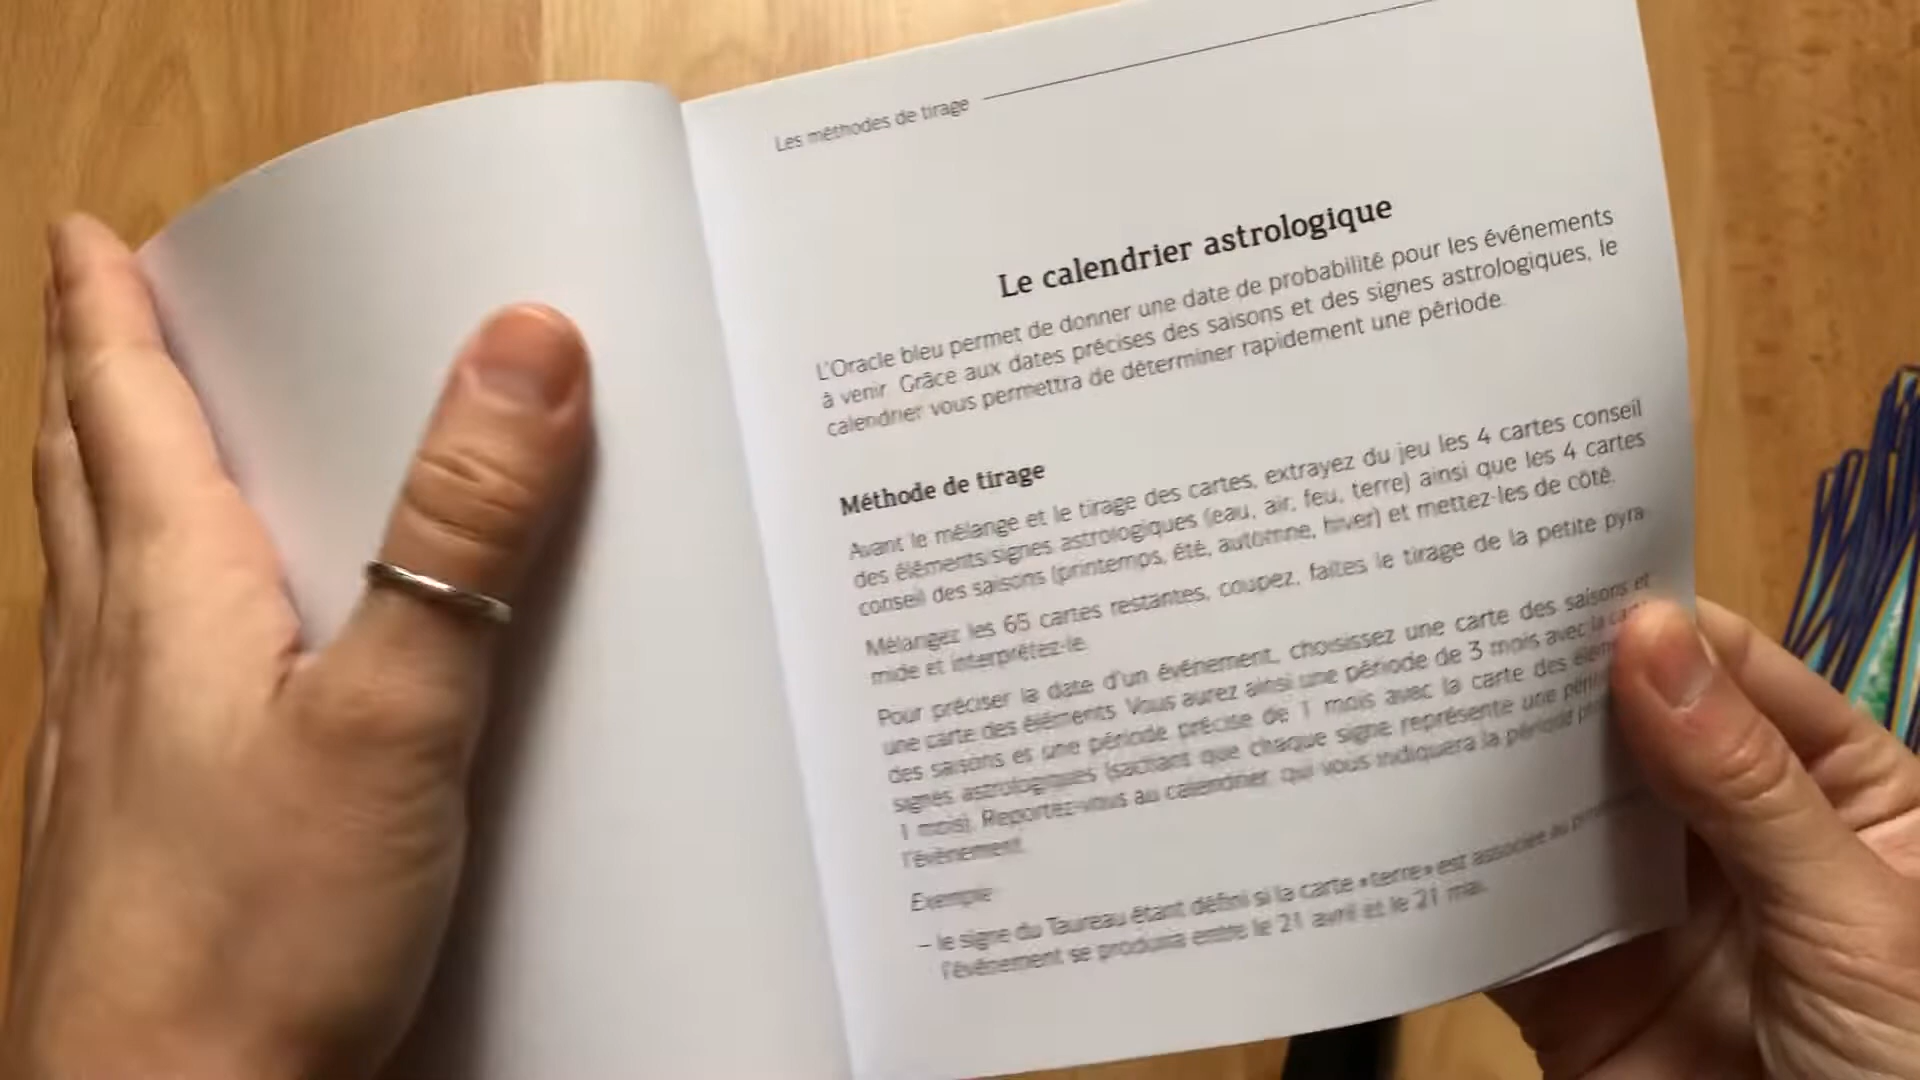 Les méthodes de tirage
Le calendrier astrologique
L'Oracle bleu permet de donner une date de probabilité pour les événements
à venir. Grâce aux dates précises des saisons et des signes astrologiques, le
calendrier vous permettra de déterminer rapidement une période.
Méthode de tirage
Avant le mélange et le tirage des cartes, extrayez du jeu les 4 cartes conseil
des éléments/signes astrologiques (eau, air, feu, terre) ainsi que les 4 cartes
conseil des saisons (printemps, été, automne, hiver) et mettez-les de côté.
Mélangez les 65 cartes restantes, coupez, faites le tirage de la petite pyra
mide et interprétez-le.
Pour préciser la date d'un événement, choisissez une carte des saisons et
une carte des éléments. Vous aurez ainsi une période de 3 mois avec la carte
des saisons et une période précise de 1 mois avec la carte des
signes astrologiques (sachant que chaque signe représente une
1 mois). Reportez-vous au calendrier qui vous indiquera la période
l'événement.
Exemple
– le signe du Taureau étant défini si la carte «terre» est associée au
l'événement se produira entre le 21 avril et le 21 mai.